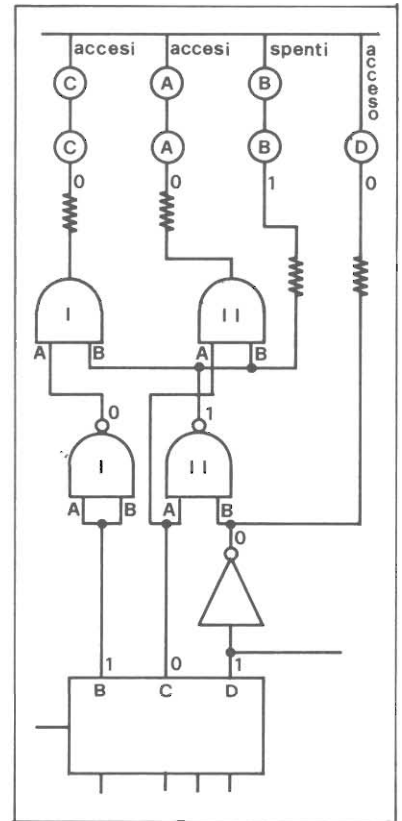 accesi accesi spenti acceso
C A B
C A B D
0 0 1 0
I II
A B A B
0 1
I II
A B A B
0
1 0 1
B C D